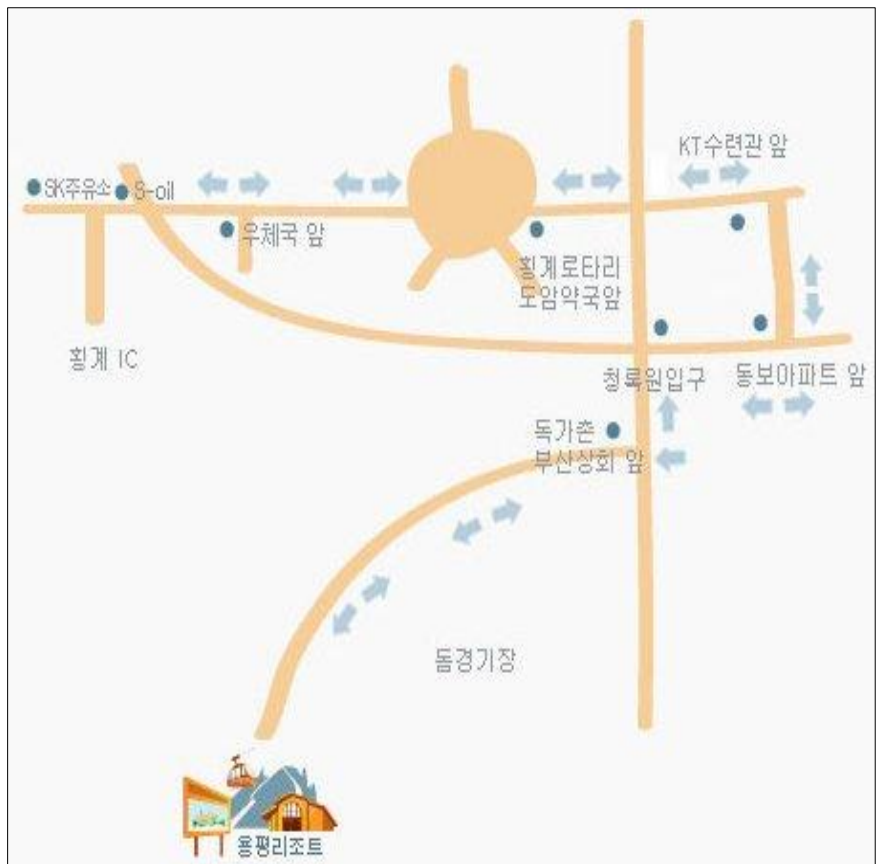 KT수련관 앞
SK주유소
S-oil
우체국 앞
횡계로타리
도암약국앞
횡계 IC
청록원입구
동보아파트 앞
독가촌
부산상회 앞
돔경기장
용평리조트